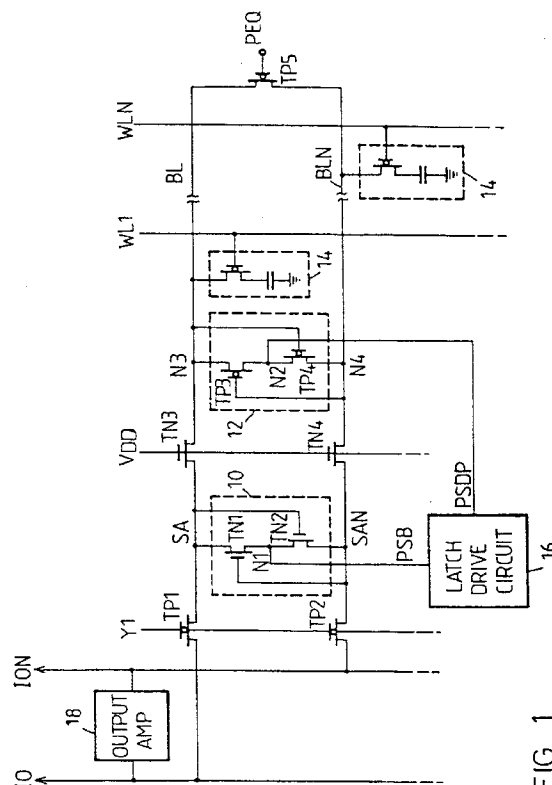 IO
ION
18
OUTPUT
AMP
Y1
TP1
TP2
SA
SAN
10
TN1
N1
TN2
VDD
TN3
TN4
PSB
LATCH
DRIVE
CIRCUIT
16
PSDP
N3
TP3
N2
TP4
N4
12
14
WL1
BL
BLN
WLN
14
PEQ
TP5
FIG. 1